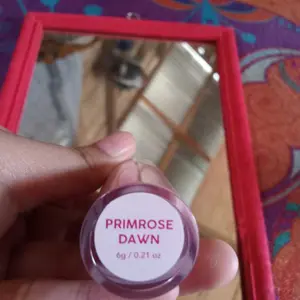 PRIMROSE
DAWN
6g / 0.21 oz